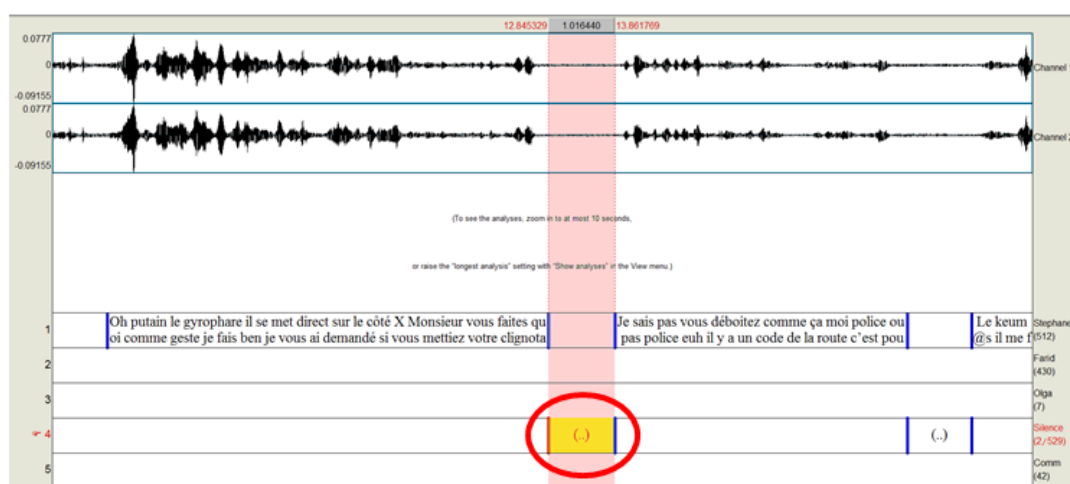 12.845329 1.016440 13.861769
0.0777
0
-0.09155
Channel 1
0.0777
0
-0.09155
Channel 2
(To see the analyses, zoom in to at most 10 seconds,
or raise the "longest analysis" setting with "Show analyses" in the View menu.)
1
Oh putain le gyrophare il se met direct sur le côté X Monsieur vous faites qu
oi comme geste je fais ben je vous ai demandé si vous mettiez votre clignota
Je sais pas vous déboitez comme ça moi police ou
pas police euh il y a un code de la route c'est pou
Le keum
@s il me f
Stephane
(512)
2
Farid
(430)
3
Olga
(7)
4
(..)
(..)
Silence
(2/529)
5
Comm
(42)